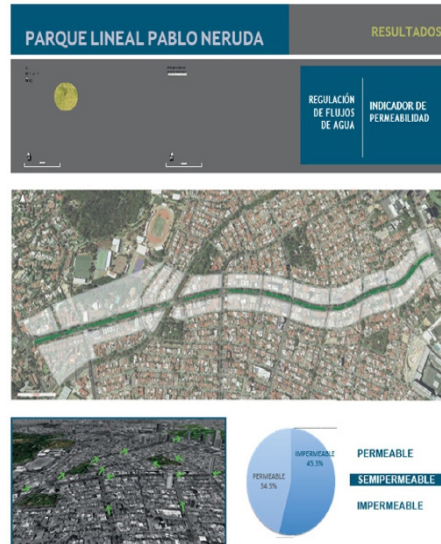 PARQUE LINEAL PABLO NERUDA
RESULTADOS
REGULACIÓN
DE FLUJOS
DE AGUA
INDICADOR DE
PERMEABILIDAD
IMPERMEABLE
45.5%
PERMEABLE
54.5%
PERMEABLE
SEMIPERMEABLE
IMPERMEABLE